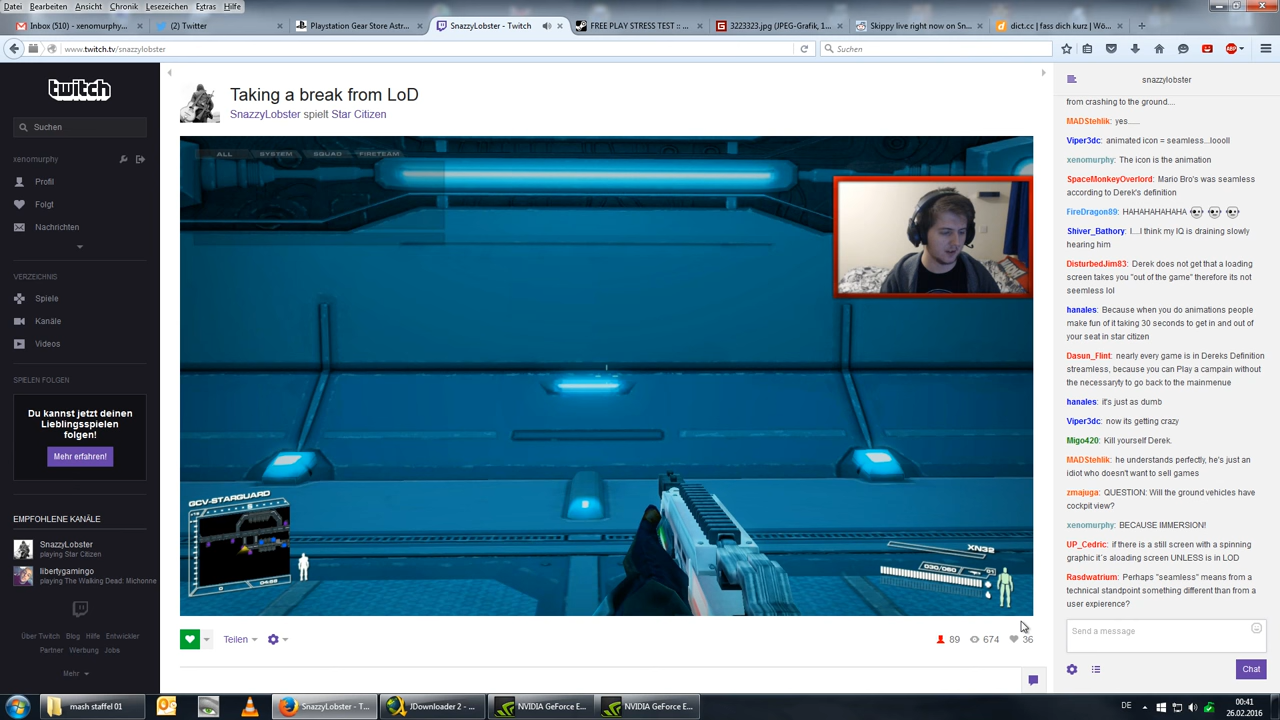 Datei Bearbeiten Ansicht Chronik Lesezeichen Extras Hilfe
Inbox (510) - xenomurphy...
Twitter
Playstation Gear Store Astr...
SnazzyLobster - Twitch
FREE PLAY STRESS TEST :: ...
3223323.jpg (JPEG-Grafik, 1...
Skippy live right now on Sn...
dict.cc | fass dich kurz | Wö...
www.twitch.tv/snazzylobster
Suchen
ABP
twitch
Suchen
xenomurphy
Profil
Folgt
Nachrichten
VERZEICHNIS
Spiele
Kanäle
Videos
SPIELEN FOLGEN
Du kannst jetzt deinen
Lieblingsspielen
folgen!
Mehr erfahren!
EMPFOHLENE KANÄLE
SnazzyLobster
playing Star Citizen
libertygamingo
playing The Walking Dead: Michonne
Über Twitch Blog Hilfe Entwickler
Partner Werbung Jobs
Mehr
Taking a break from LoD
SnazzyLobster spielt Star Citizen
ALL SYSTEM SQUAD FIRETEAM
GCV-STARGUARD
04:59
XN32
030/060
Teilen
89 674 36
snazzylobster
from crashing to the ground....
MADStehlik: yes......
Viper3dc: animated icon = seamless...loooll
xenomurphy: The icon is the animation
SpaceMonkeyOverlord: Mario Bro's was seamless
according to Derek's definition
FireDragon89: HAHAHAHAHAHA
Shiver_Bathory: I....I think my IQ is draining slowly
hearing him
DisturbedJim83: Derek does not get that a loading
screen takes you "out of the game" therefore its not
seemless lol
hanales: Because when you do animations people
make fun of it taking 30 seconds to get in and out of
your seat in star citizen
Dasun_Flint: nearly every game is in Dereks Definition
streamless, because you can Play a campain without
the necessaryty to go back to the mainmenue
hanales: it's just as dumb
Viper3dc: now its getting crazy
Migo420: Kill yourself Derek.
MADStehlik: he understands perfectly, he's just an
idiot who doesn't want to sell games
zmajuga: QUESTION: Will the ground vehicles have
cockpit view?
xenomurphy: BECAUSE IMMERSION!
UP_Cedric: if there is a still screen with a spinning
graphic it´s aloading screen UNLESS is in LOD
Rasdwatrium: Perhaps "seamless" means from a
technical standpoint something different than from a
user expierence?
Send a message
Chat
mash staffel 01
SnazzyLobster - T...
JDownloader 2 - ...
NVIDIA GeForce E...
NVIDIA GeForce E...
DE
00:41
26.02.2016